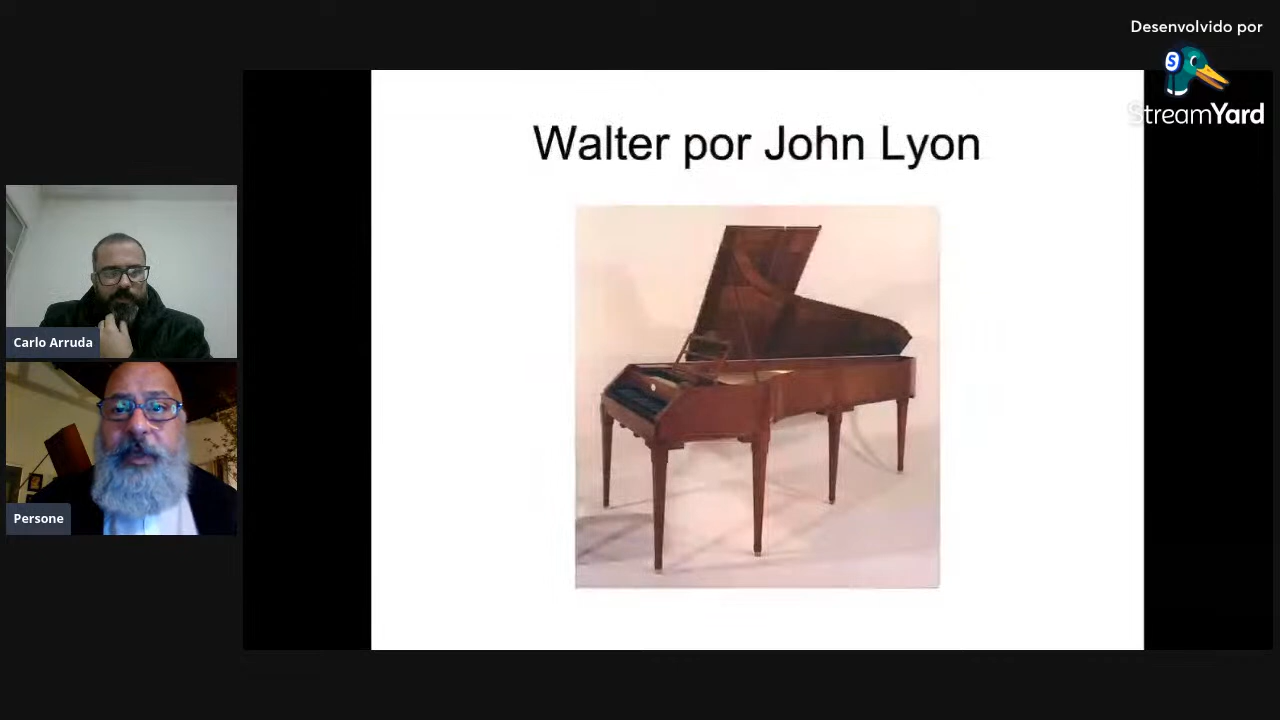 Desenvolvido por
StreamYard
Walter por John Lyon
Carlo Arruda
Persone